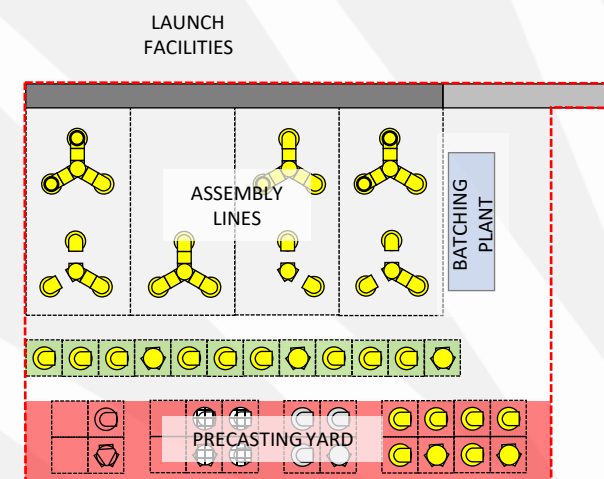 LAUNCH
FACILITIES
ASSEMBLY
LINES
BATCHING
PLANT
PRECASTING YARD